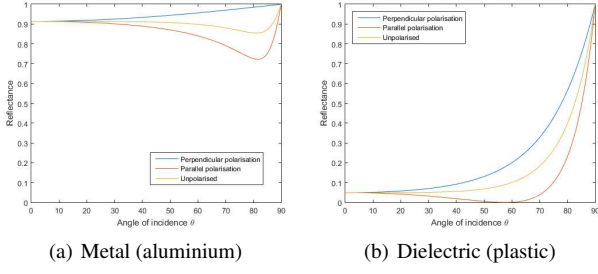 1
0.9
0.8
0.7
0.6
0.5
0.4
0.3
0.2
0.1
0
Reflectance
Perpendicular polarisation
Parallel polarisation
Unpolarised
0 10 20 30 40 50 60 70 80 90
Angle of incidence θ
(a) Metal (aluminium)
1
0.9
0.8
0.7
0.6
0.5
0.4
0.3
0.2
0.1
0
Reflectance
Perpendicular polarisation
Parallel polarisation
Unpolarised
0 10 20 30 40 50 60 70 80 90
Angle of incidence θ
(b) Dielectric (plastic)